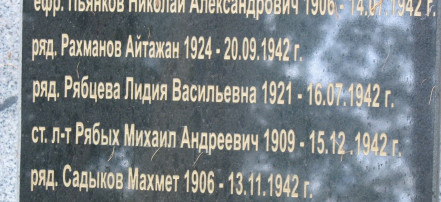 ефр. Пьянков Николай Александрович 1906 - 14.01.1942 г.
ряд. Рахманов Айтажан 1924 - 20.09.1942 г.
ряд. Рябцева Лидия Васильевна 1921 - 16.07.1942 г.
ст. л-т Рябых Михаил Андреевич 1909 - 15.12 .1942 г.
ряд. Садыков Махмет 1906 - 13.11.1942 г.